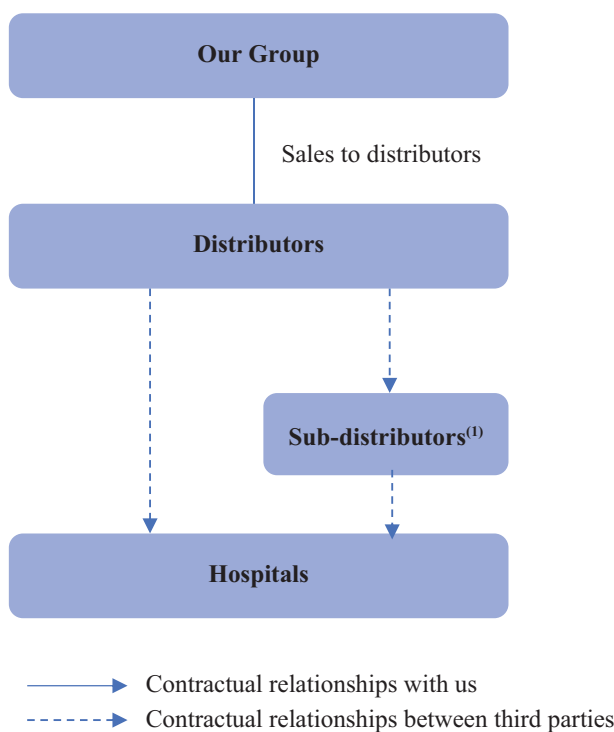 Our Group
Sales to distributors
Distributors
Sub-distributors(1)
Hospitals
Contractual relationships with us
Contractual relationships between third parties